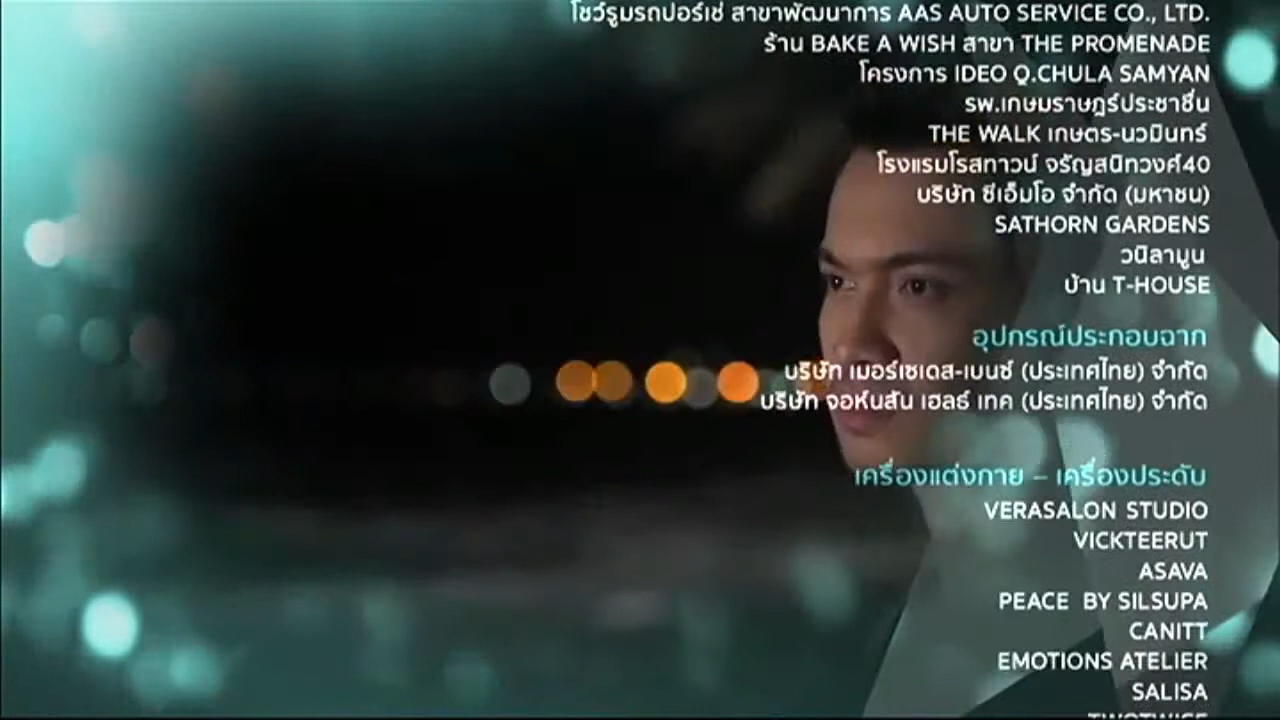 โชว์รูมรถปอร์เช่ สาขาพัฒนาการ AAS AUTO SERVICE CO., LTD.
ร้าน BAKE A WISH สาขา THE PROMENADE
โครงการ IDEO Q.CHULA SAMYAN
รพ.เกษมราษฎร์ประชาชื่น
THE WALK เกษตร-นวมินทร์
โรงแรมโรสทาวน์ จรัญสนิทวงศ์40
บริษัท ซีเอ็มโอ จำกัด (มหาชน)
SATHORN GARDENS
วนิลามูน
บ้าน T-HOUSE
อุปกรณ์ประกอบฉาก
บริษัท เมอร์เซเดส-เบนซ์ (ประเทศไทย) จำกัด
บริษัท จอห์นสัน เฮลธ์ เทค (ประเทศไทย) จำกัด
เครื่องแต่งกาย – เครื่องประดับ
VERASALON STUDIO
VICKTEERUT
ASAVA
PEACE BY SILSUPA
CANITT
EMOTIONS ATELIER
SALISA